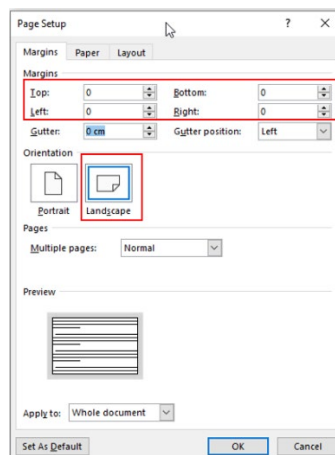 Page Setup ? ×
Margins Paper Layout
Margins
Top: 0 Bottom: 0
Left: 0 Right: 0
Gutter: 0 cm Gutter position: Left
Orientation
Portrait Landscape
Pages
Multiple pages: Normal
Preview
Apply to: Whole document
Set As Default OK Cancel